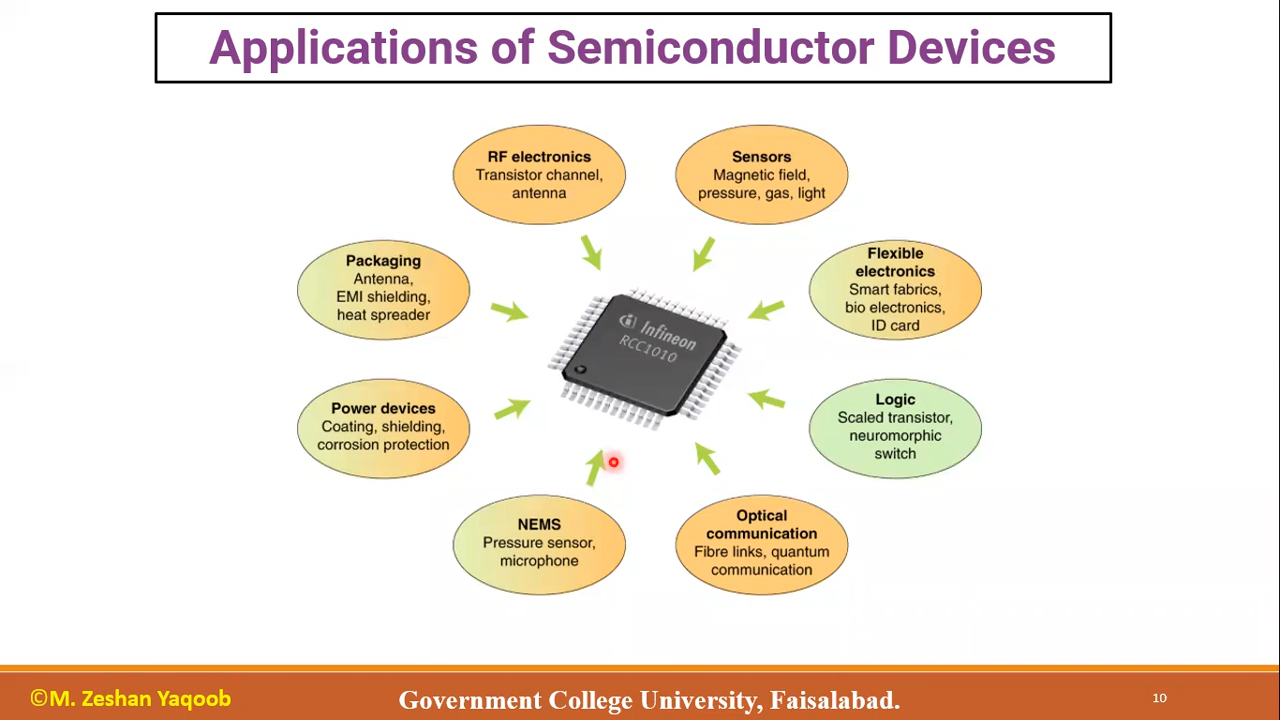 Applications of Semiconductor Devices
RF electronics
Transistor channel,
antenna
Sensors
Magnetic field,
pressure, gas, light
Packaging
Antenna,
EMI shielding,
heat spreader
Flexible
electronics
Smart fabrics,
bio electronics,
ID card
Infineon
RCC1010
Power devices
Coating, shielding,
corrosion protection
Logic
Scaled transistor,
neuromorphic
switch
NEMS
Pressure sensor,
microphone
Optical
communication
Fibre links, quantum
communication
©M. Zeshan Yaqoob
Government College University, Faisalabad.
10